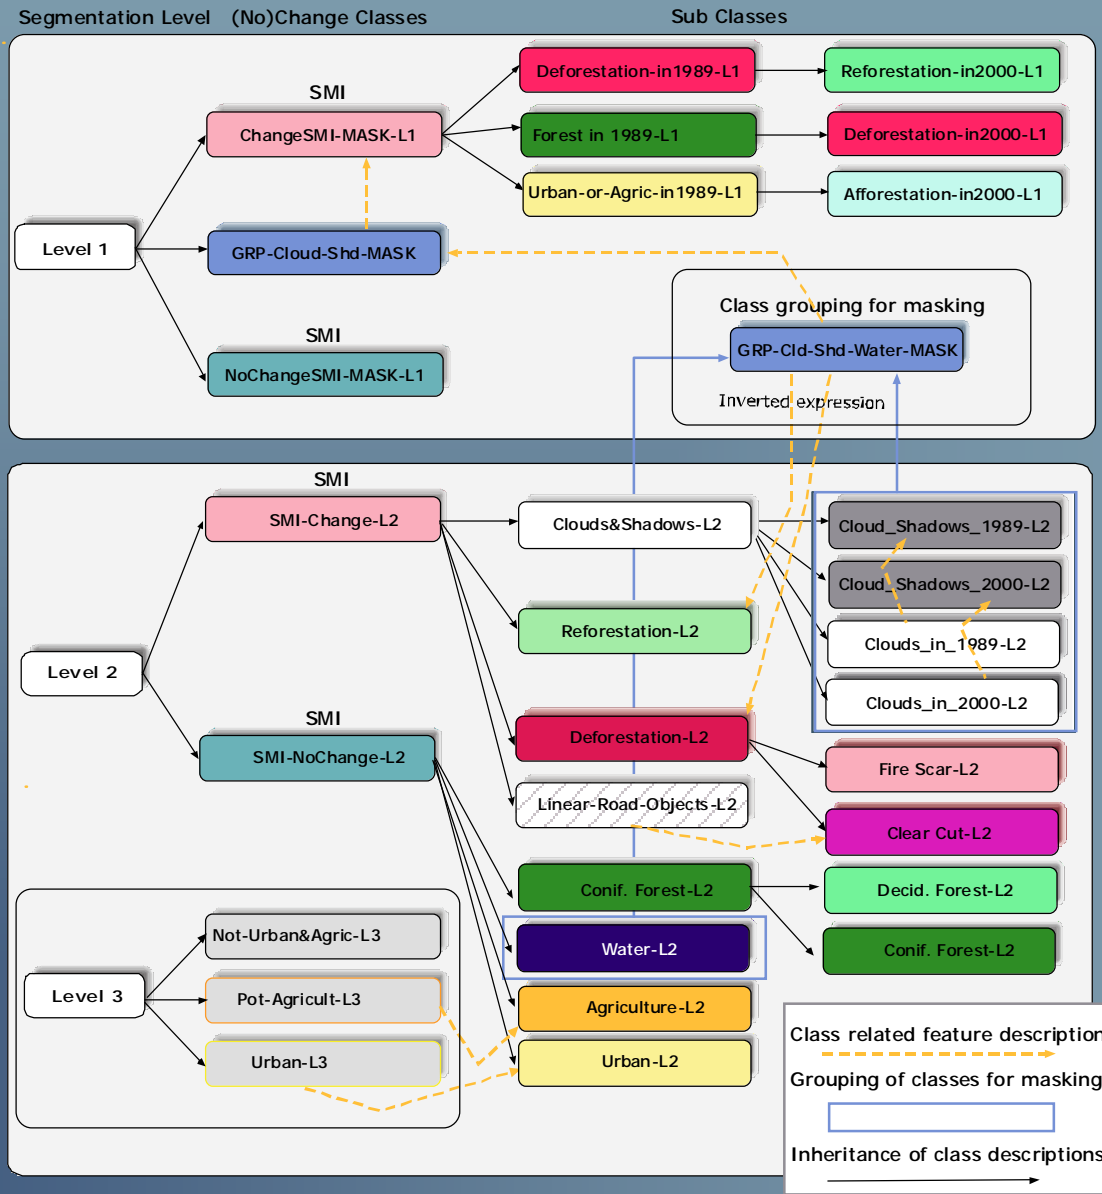 Segmentation Level (No)Change Classes Sub Classes
SMI
ChangeSMI-MASK-L1
Deforestation-in1989-L1
Reforestation-in2000-L1
Forest in 1989-L1
Deforestation-in2000-L1
Urban-or-Agric-in1989-L1
Afforestation-in2000-L1
Level 1
GRP-Cloud-Shd-MASK
SMI
NoChangeSMI-MASK-L1
Class grouping for masking
GRP-Cld-Shd-Water-MASK
Inverted expression
SMI
SMI-Change-L2
Clouds&Shadows-L2
Cloud_Shadows_1989-L2
Cloud_Shadows_2000-L2
Reforestation-L2
Clouds_in_1989-L2
Clouds_in_2000-L2
Level 2
SMI
SMI-NoChange-L2
Deforestation-L2
Fire Scar-L2
Linear-Road-Objects-L2
Clear Cut-L2
Conif. Forest-L2
Decid. Forest-L2
Water-L2
Conif. Forest-L2
Not-Urban&Agric-L3
Level 3
Pot-Agricult-L3
Agriculture-L2
Urban-L3
Urban-L2
Class related feature description
Grouping of classes for masking
Inheritance of class descriptions